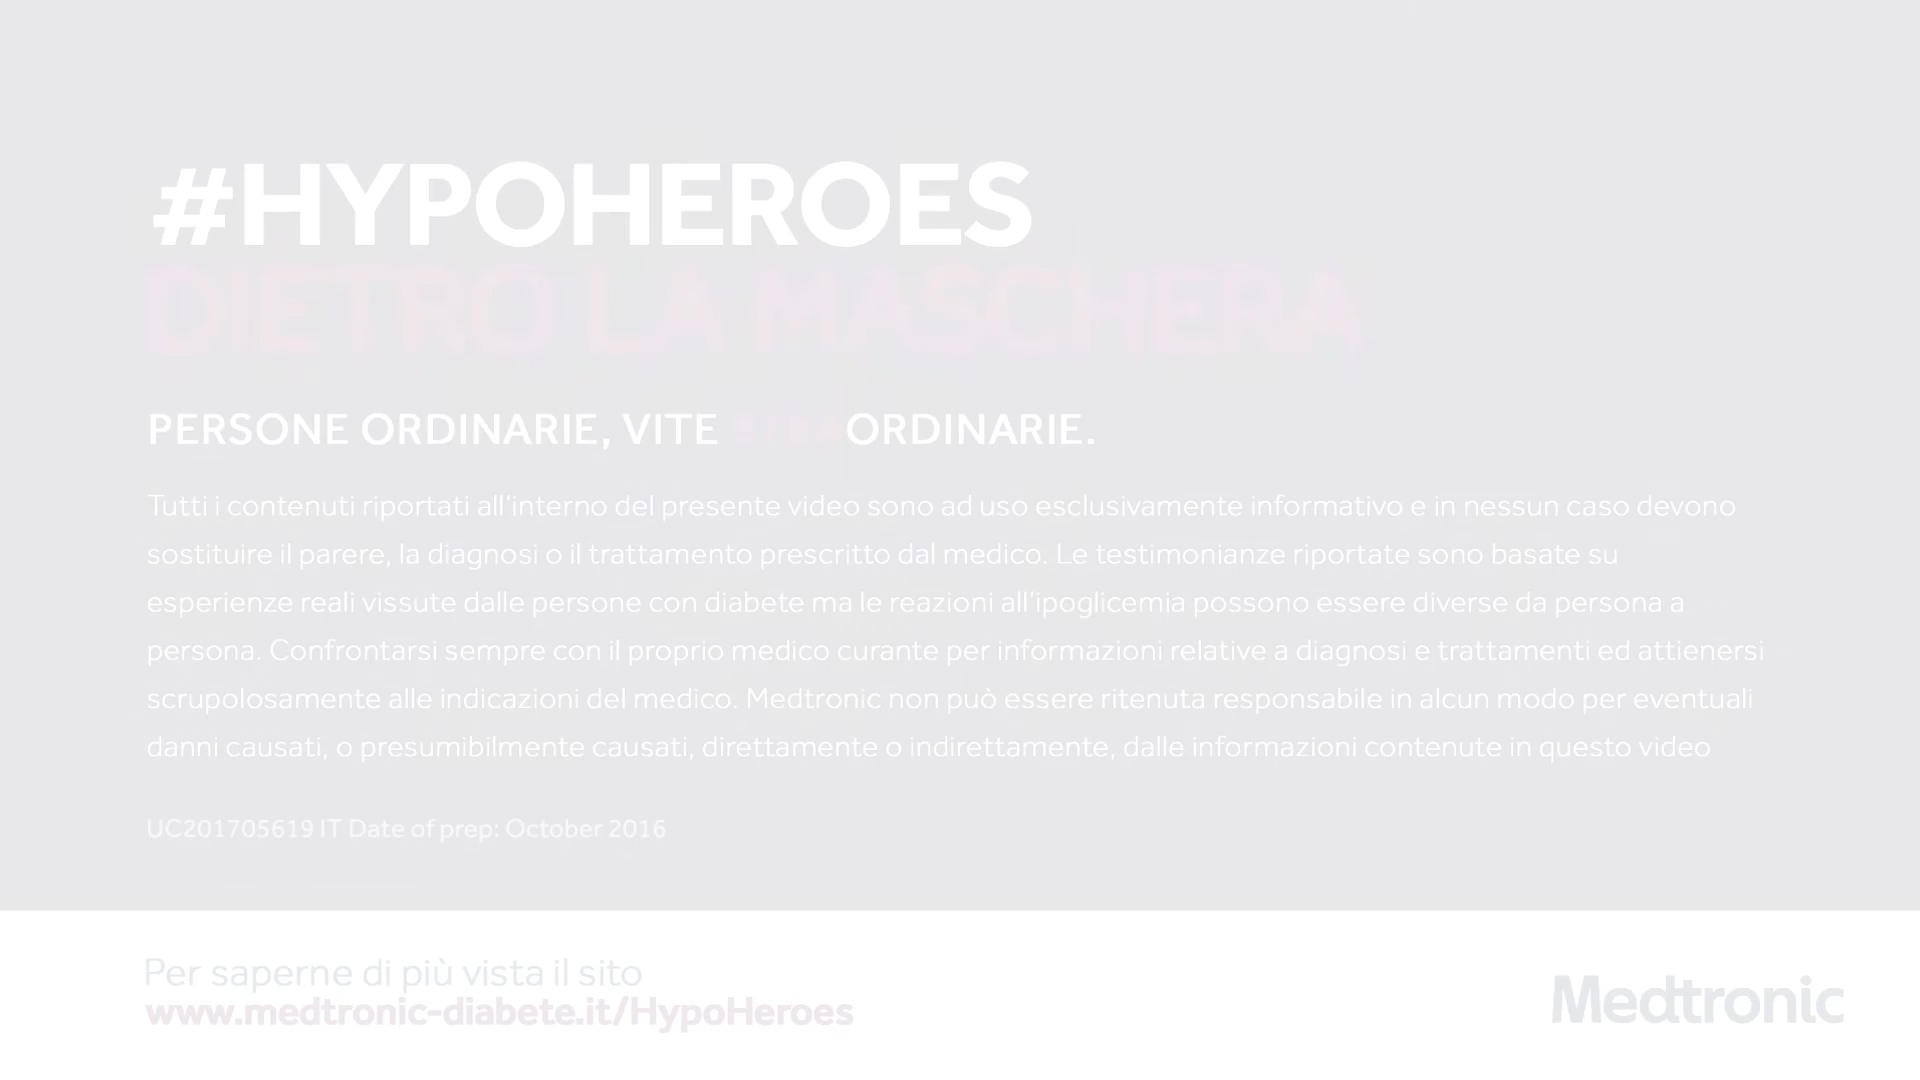 #HYPOHEROES
DIETRO LA MASCHERA
PERSONE ORDINARIE, VITE STRAORDINARIE.
Tutti i contenuti riportati all'interno del presente video sono ad uso esclusivamente informativo e in nessun caso devono
sostituire il parere, la diagnosi o il trattamento prescritto dal medico. Le testimonianze riportate sono basate su
esperienze reali vissute dalle persone con diabete ma le reazioni all'ipoglicemia possono essere diverse da persona a
persona. Confrontarsi sempre con il proprio medico curante per informazioni relative a diagnosi e trattamenti ed attienersi
scrupolosamente alle indicazioni del medico. Medtronic non può essere ritenuta responsabile in alcun modo per eventuali
danni causati, o presumibilmente causati, direttamente o indirettamente, dalle informazioni contenute in questo video
UC201705619 IT Date of prep: October 2016
Per saperne di più vista il sito
www.medtronic-diabete.it/HypoHeroes
Medtronic